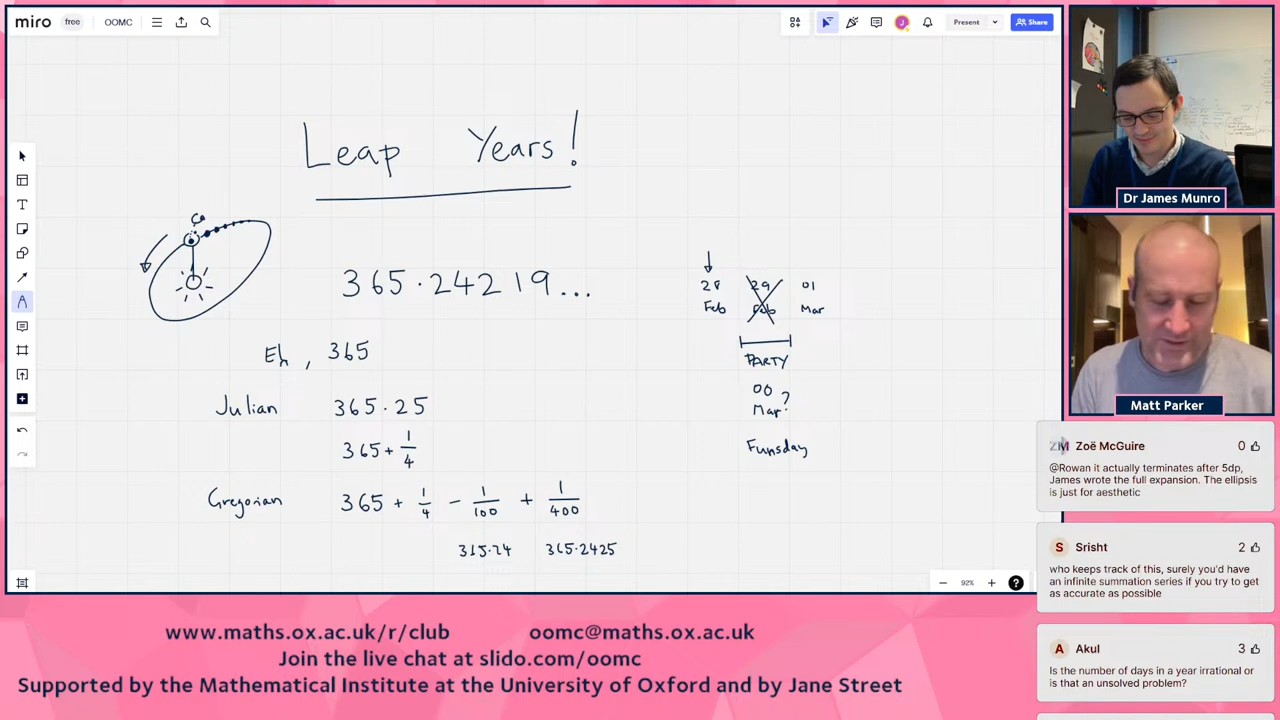 miro free OOMC
Present
Share
Leap Years!
365.24219...
Eh, 365
Julian 365.25
365 + 1/4
Gregorian 365 + 1/4 - 1/100 + 1/400
365.24 365.2425
28 Feb
29 Feb
01 Mar
PARTY
00 Mar?
Funsday
92%
Dr James Munro
Matt Parker
ZM Zoë McGuire 0
@Rowan it actually terminates after 5dp,
James wrote the full expansion. The ellipsis
is just for aesthetic
S Srisht 2
who keeps track of this, surely you'd have
an infinite summation series if you try to get
as accurate as possible
A Akul 3
Is the number of days in a year irrational or
is that an unsolved problem?
www.maths.ox.ac.uk/r/club oomc@maths.ox.ac.uk
Join the live chat at slido.com/oomc
Supported by the Mathematical Institute at the University of Oxford and by Jane Street